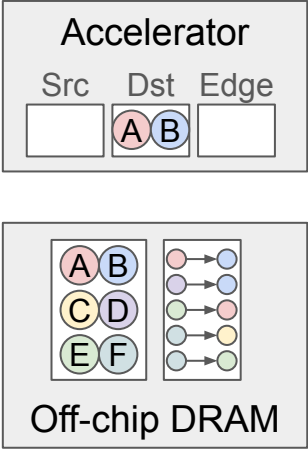 Accelerator
Src Dst Edge
A B
A B
C D
E F
Off-chip DRAM